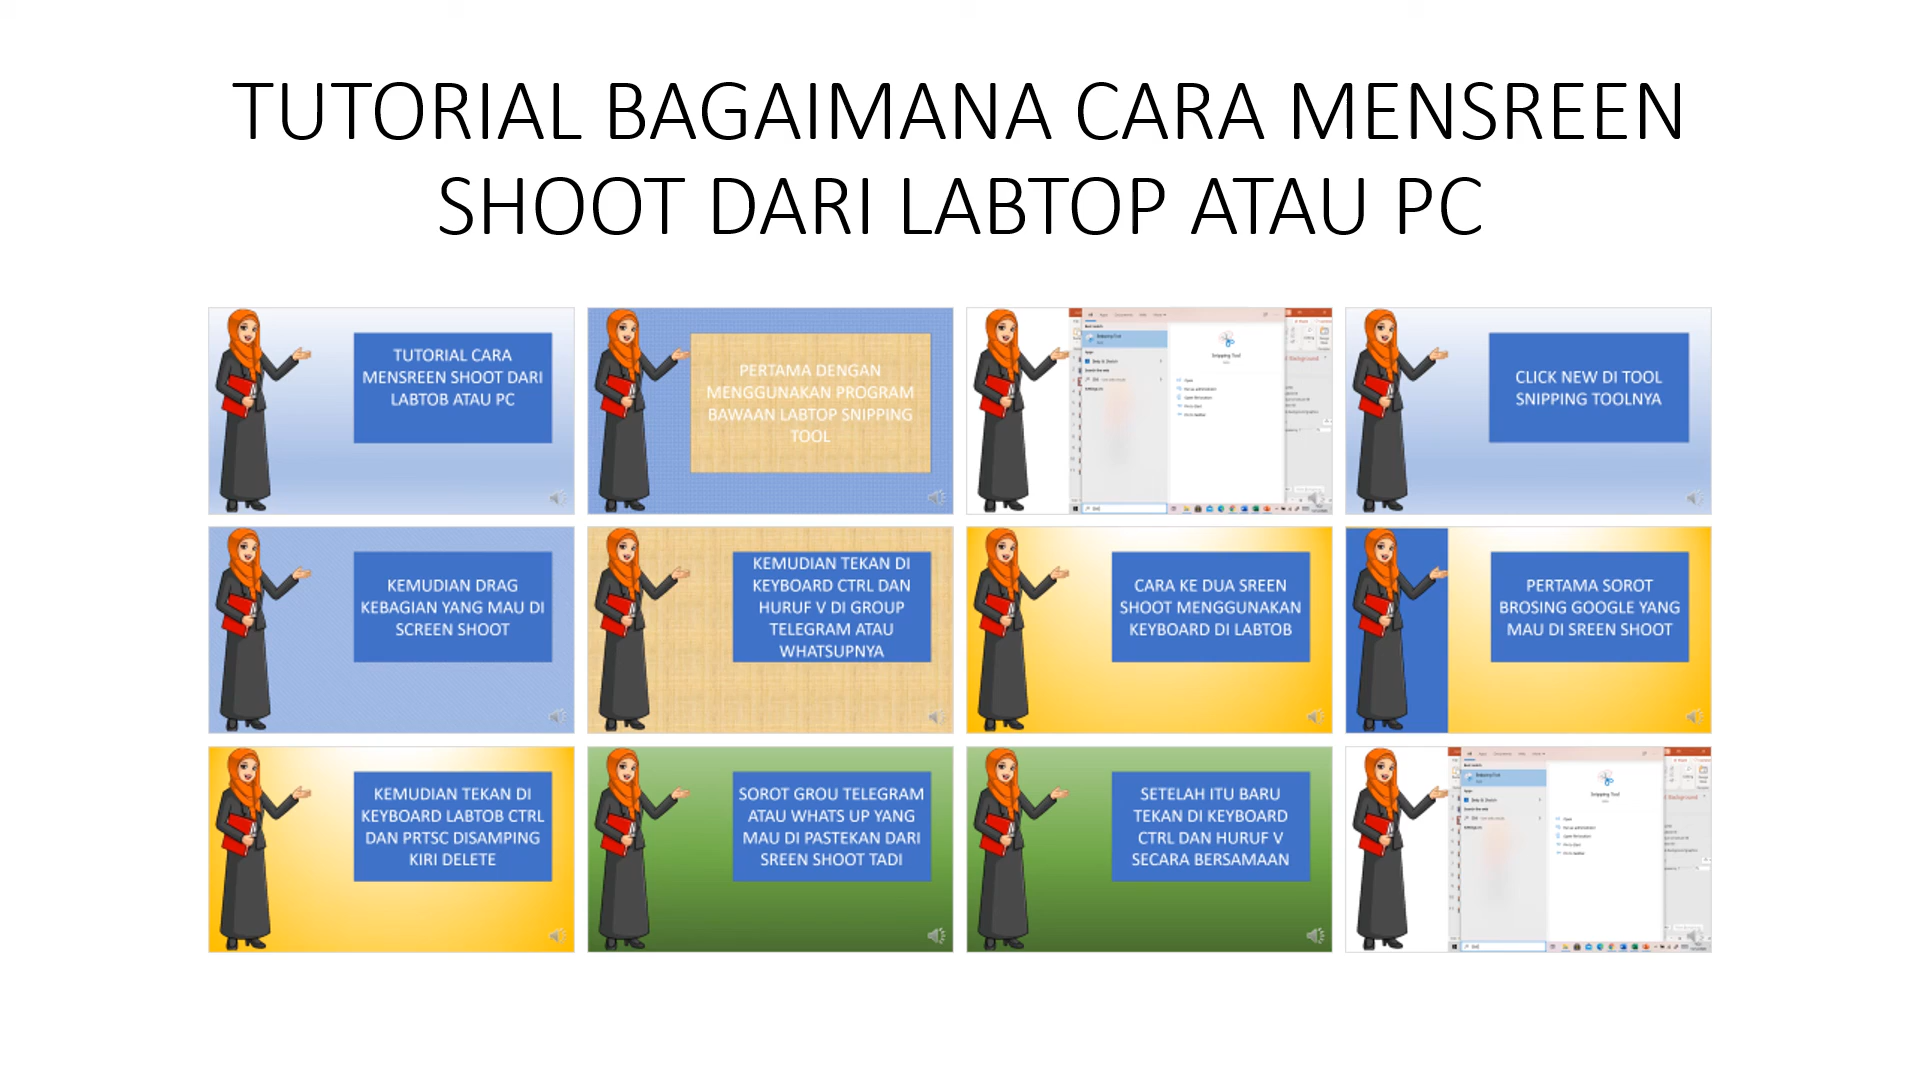 TUTORIAL BAGAIMANA CARA MENSREEN
SHOOT DARI LABTOP ATAU PC
TUTORIAL CARA
MENSREEN SHOOT DARI
LABTOB ATAU PC
PERTAMA DENGAN
MENGGUNAKAN PROGRAM
BAWAAN LABTOP SNIPPING
TOOL
Snipping Tool
CLICK NEW DI TOOL
SNIPPING TOOLNYA
KEMUDIAN DRAG
KEBAGIAN YANG MAU DI
SCREEN SHOOT
KEMUDIAN TEKAN DI
KEYBOARD CTRL DAN
HURUF V DI GROUP
TELEGRAM ATAU
WHATSUPNYA
CARA KE DUA SREEN
SHOOT MENGGUNAKAN
KEYBOARD DI LABTOB
PERTAMA SOROT
BROSING GOOGLE YANG
MAU DI SREEN SHOOT
KEMUDIAN TEKAN DI
KEYBOARD LABTOB CTRL
DAN PRTSC DISAMPING
KIRI DELETE
SOROT GROU TELEGRAM
ATAU WHATS UP YANG
MAU DI PASTEKAN DARI
SREEN SHOOT TADI
SETELAH ITU BARU
TEKAN DI KEYBOARD
CTRL DAN HURUF V
SECARA BERSAMAAN
Snipping Tool